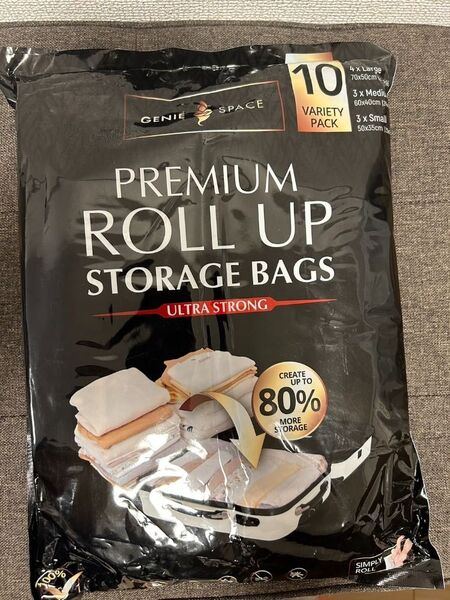 GENIE SPACE
10
VARIETY
PACK
4 x Large
70x50cm
3 x Medium
60x40cm
3 x Small
50x35cm
PREMIUM
ROLL UP
STORAGE BAGS
ULTRA STRONG
CREATE
UP TO
80%
MORE
STORAGE
100%
SIMPLY
ROLL